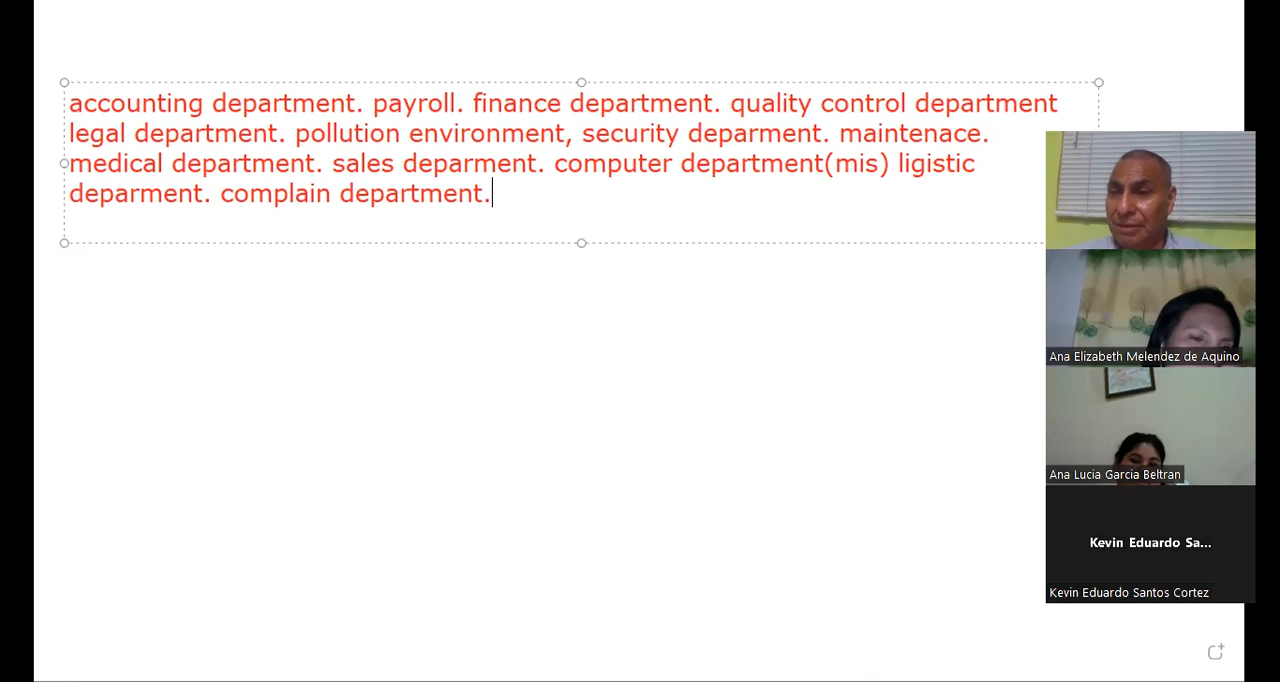 accounting department. payroll. finance department. quality control department
legal department. pollution environment, security deparment. maintenace.
medical department. sales deparment. computer department(mis) ligistic
deparment. complain department.
Ana Elizabeth Melendez de Aquino
Ana Lucia Garcia Beltran
Kevin Eduardo Sa...
Kevin Eduardo Santos Cortez